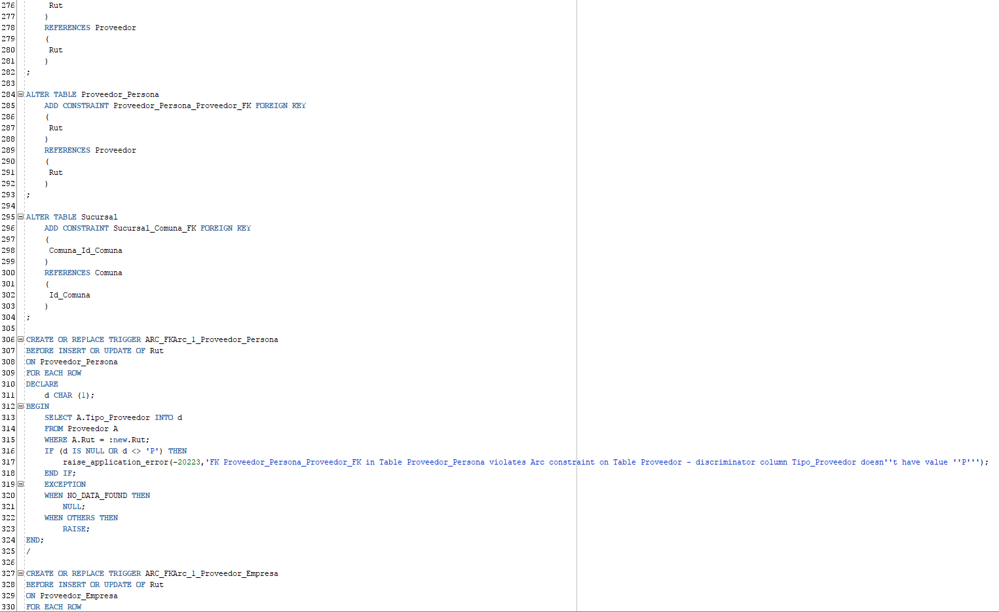 276 Rut
277 )
278 REFERENCES Proveedor
279 (
280 Rut
281 )
282 ;
283
284 ALTER TABLE Proveedor_Persona
285 ADD CONSTRAINT Proveedor_Persona_Proveedor_FK FOREIGN KEY
286 (
287 Rut
288 )
289 REFERENCES Proveedor
290 (
291 Rut
292 )
293 ;
294
295 ALTER TABLE Sucursal
296 ADD CONSTRAINT Sucursal_Comuna_FK FOREIGN KEY
297 (
298 Comuna_Id_Comuna
299 )
300 REFERENCES Comuna
301 (
302 Id_Comuna
303 )
304 ;
305
306 CREATE OR REPLACE TRIGGER ARC_FKArc_1_Proveedor_Persona
307 BEFORE INSERT OR UPDATE OF Rut
308 ON Proveedor_Persona
309 FOR EACH ROW
310 DECLARE
311 d CHAR (1);
312 BEGIN
313 SELECT A.Tipo_Proveedor INTO d
314 FROM Proveedor A
315 WHERE A.Rut = :new.Rut;
316 IF (d IS NULL OR d <> 'P') THEN
317 raise_application_error(-20223,'FK Proveedor_Persona_Proveedor_FK in Table Proveedor_Persona violates Arc constraint on Table Proveedor - discriminator column Tipo_Proveedor doesn''t have value ''P''');
318 END IF;
319 EXCEPTION
320 WHEN NO_DATA_FOUND THEN
321 NULL;
322 WHEN OTHERS THEN
323 RAISE;
324 END;
325 /
326
327 CREATE OR REPLACE TRIGGER ARC_FKArc_1_Proveedor_Empresa
328 BEFORE INSERT OR UPDATE OF Rut
329 ON Proveedor_Empresa
330 FOR EACH ROW